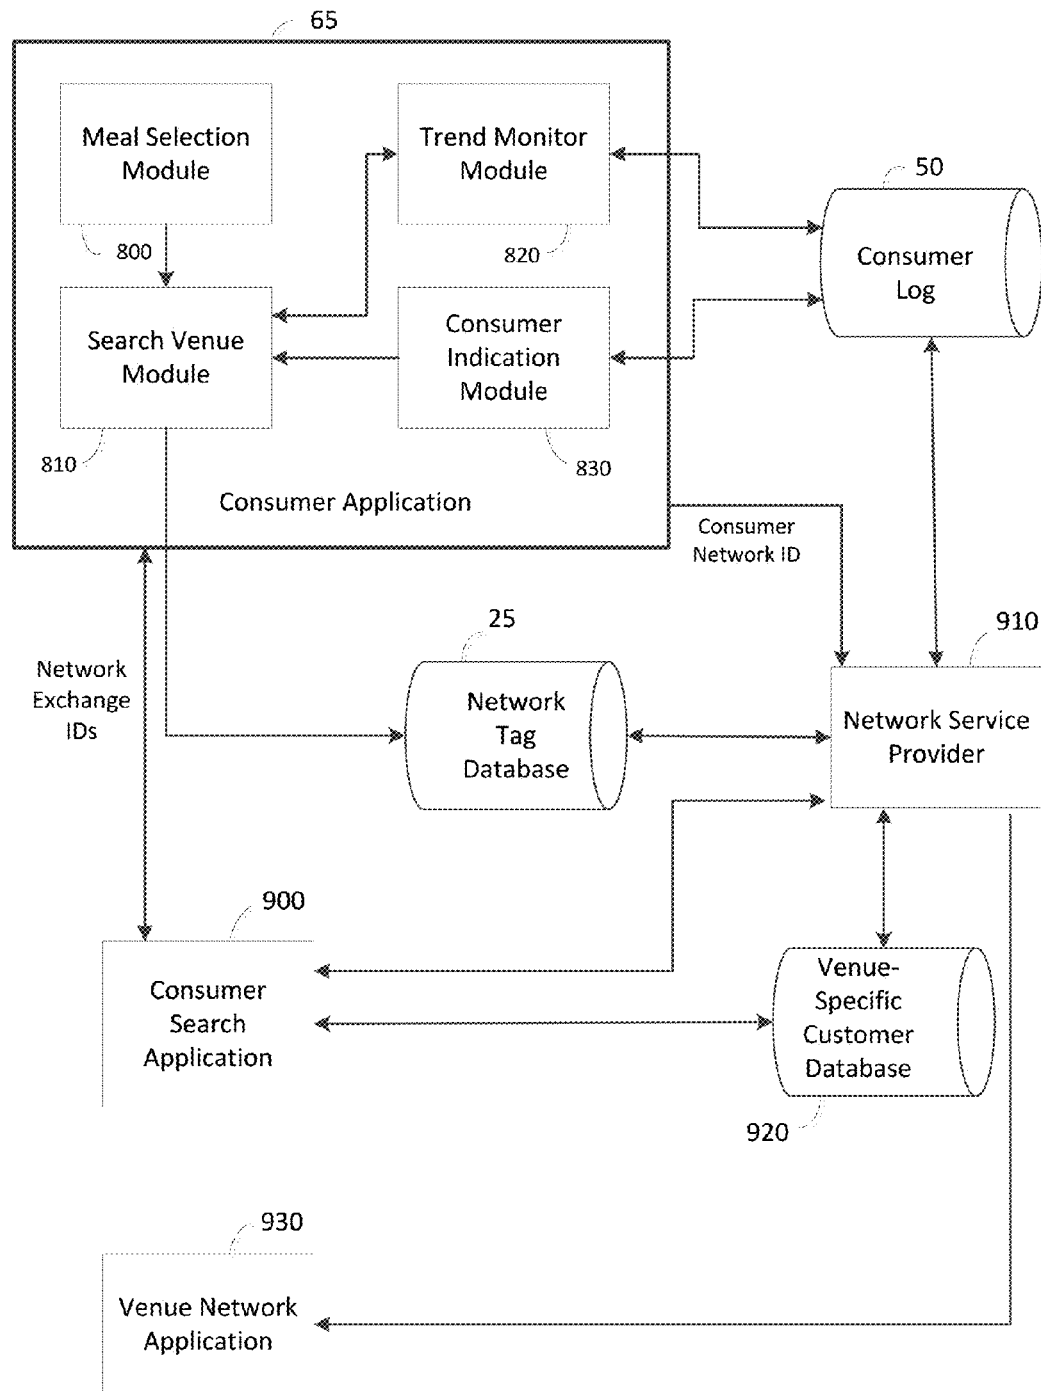 65
Meal Selection
Module
800
Trend Monitor
Module
820
50
Consumer
Log
Search Venue
Module
810
Consumer
Indication
Module
830
Consumer Application
Consumer
Network ID
Network
Exchange
IDs
25
Network
Tag
Database
910
Network Service
Provider
900
Consumer
Search
Application
Venue-
Specific
Customer
Database
920
930
Venue Network
Application